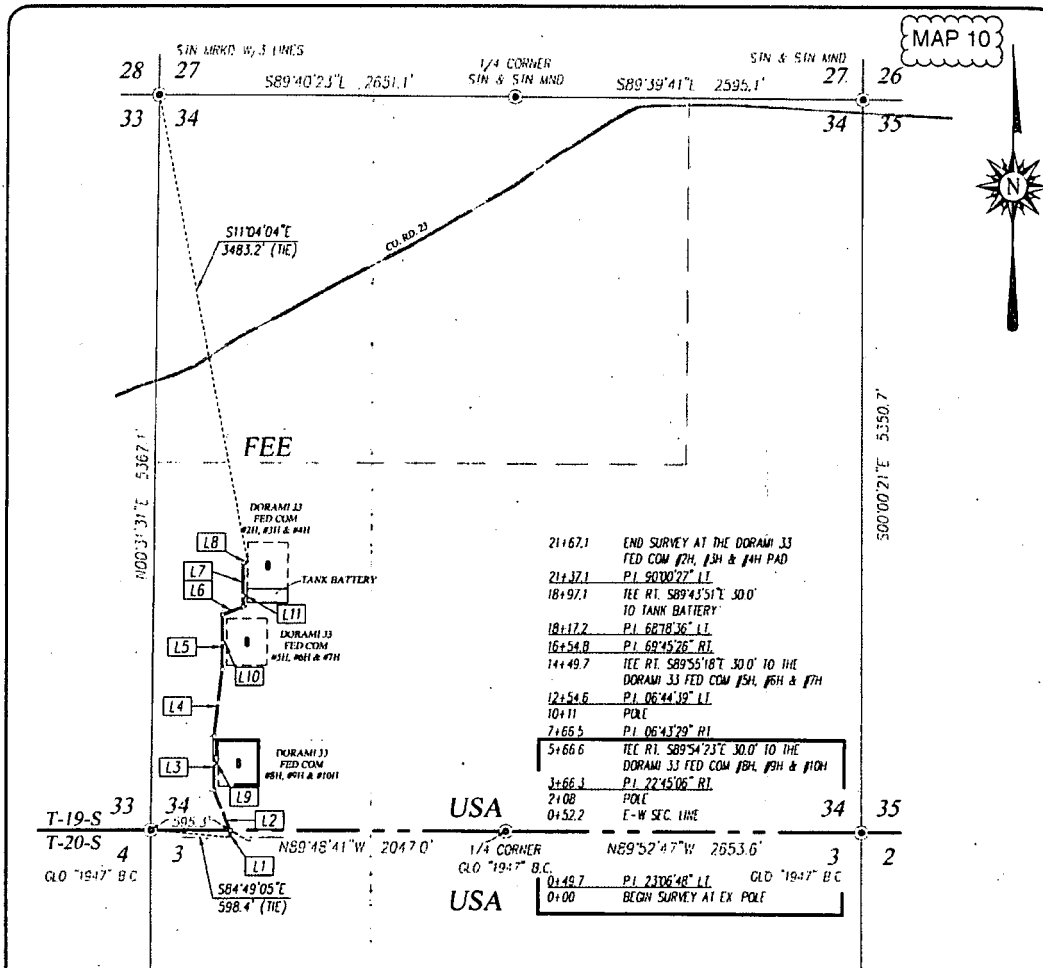 MAP 10
STN MRKD W/3 LINES
1/4 CORNER
STN & STN MND
STN & STN MND
28 27
27 26
S89°40'23"E 2651.1'
S89°39'41"E 2595.1'
33 34
34 35
N
S11°04'04"E
3483.2' (TIE)
CO. RD. 23
N00°31'31"E 5367.1'
S00°00'21"E 5350.7'
FEE
DORAMI 33
FED COM
#2H, #3H & #4H
L8
L7
TANK BATTERY
L6
L11
DORAMI 33
FED COM
#5H, #6H & #7H
L5
L10
L4
DORAMI 33
FED COM
#8H, #9H & #10H
L3
L9
21+67.1 END SURVEY AT THE DORAMI 33
FED COM #2H, #3H & #4H PAD
21+37.1 P.I. 90°00'27" LT
18+97.1 TEE RT. S89°43'51"E 30.0'
TO TANK BATTERY
18+17.2 P.I. 68°18'36" LT.
16+54.8 P.I. 69°45'26" RT.
14+49.7 TEE RT. S89°55'18"E 30.0' TO THE
DORAMI 33 FED COM #5H, #6H & #7H
12+54.6 P.I. 06°44'39" LT
10+11 POLE
7+66.5 P.I. 06°43'29" RT
5+66.6 TEE RT. S89°54'23"E 30.0' TO THE
DORAMI 33 FED COM #8H, #9H & #10H
3+66.3 P.I. 22°45'06" RT.
2+08 POLE
0+52.2 E-W SEC. LINE
USA
T-19-S
33 34
595.3'
L2
34 35
T-20-S
4 3
L1
N89°48'41"W 2047.0'
1/4 CORNER
GLO "1947" B.C.
N89°52'47"W 2653.6'
3 2
GLO "1947" B.C
GLO "1947" B.C
S84°49'05"E
598.4' (TIE)
USA
0+49.7 P.I. 23°06'48" LT
0+00 BEGIN SURVEY AT EX POLE